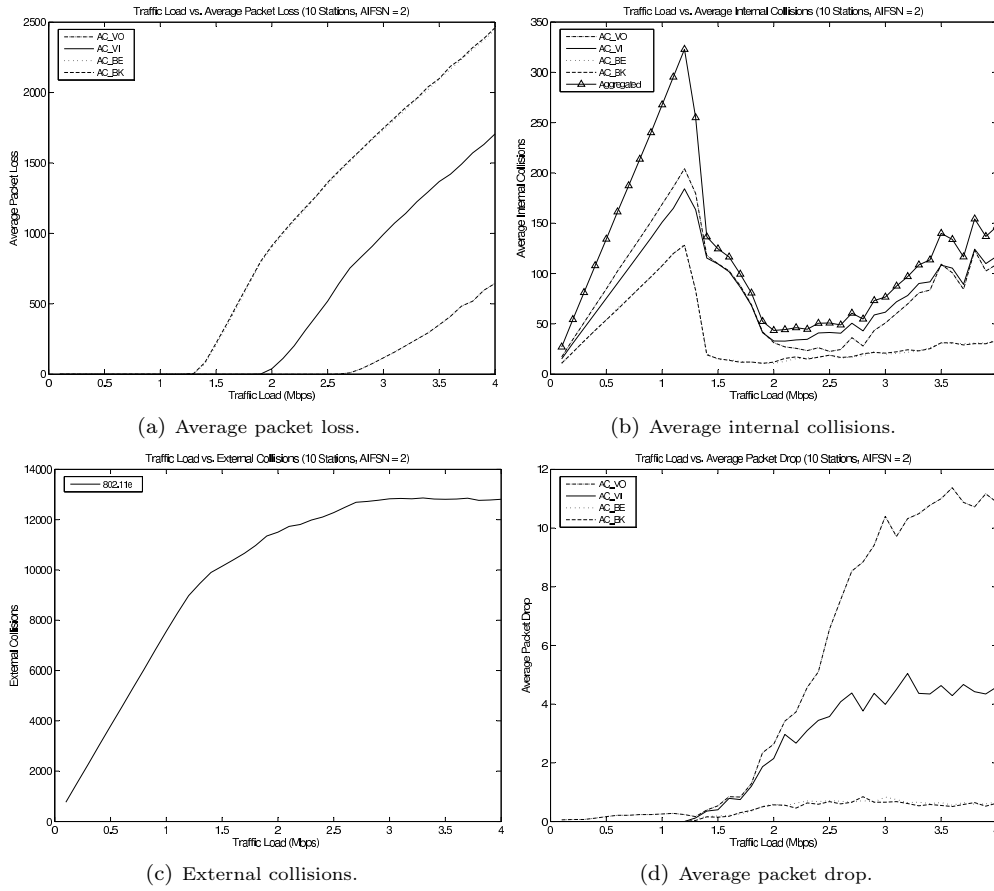 Traffic Load vs. Average Packet Loss (10 Stations, AIFSN = 2)
2500
2000
1500
1000
500
0
Average Packet Loss
AC_VO
AC_VI
AC_BE
AC_BK
0 0.5 1 1.5 2 2.5 3 3.5 4
Traffic Load (Mbps)
(a) Average packet loss.
Traffic Load vs. Average Internal Collisions (10 Stations, AIFSN = 2)
350
300
250
200
150
100
50
0
Average Internal Collisions
AC_VO
AC_VI
AC_BE
AC_BK
Aggregated
0 0.5 1 1.5 2 2.5 3 3.5
Traffic Load (Mbps)
(b) Average internal collisions.
Traffic Load vs. External Collisions (10 Stations, AIFSN = 2)
14000
12000
10000
8000
6000
4000
2000
0
External Collisions
802.11e
0 0.5 1 1.5 2 2.5 3 3.5 4
Traffic Load (Mbps)
(c) External collisions.
Traffic Load vs. Average Packet Drop (10 Stations, AIFSN = 2)
12
10
8
6
4
2
0
Average Packet Drop
AC_VO
AC_VI
AC_BE
AC_BK
0 0.5 1 1.5 2 2.5 3 3.5
Traffic Load (Mbps)
(d) Average packet drop.